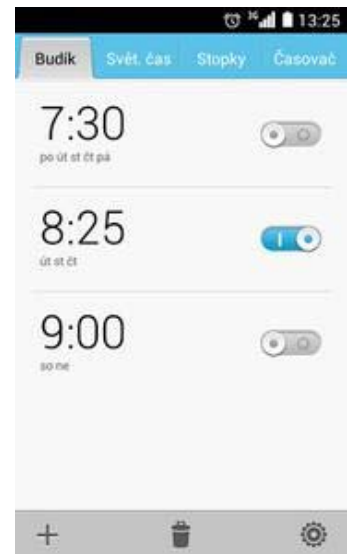 3G 13:25
Budík Svět. čas Stopky Časovač
7:30
po út st čt pá
8:25
út st čt
9:00
so ne